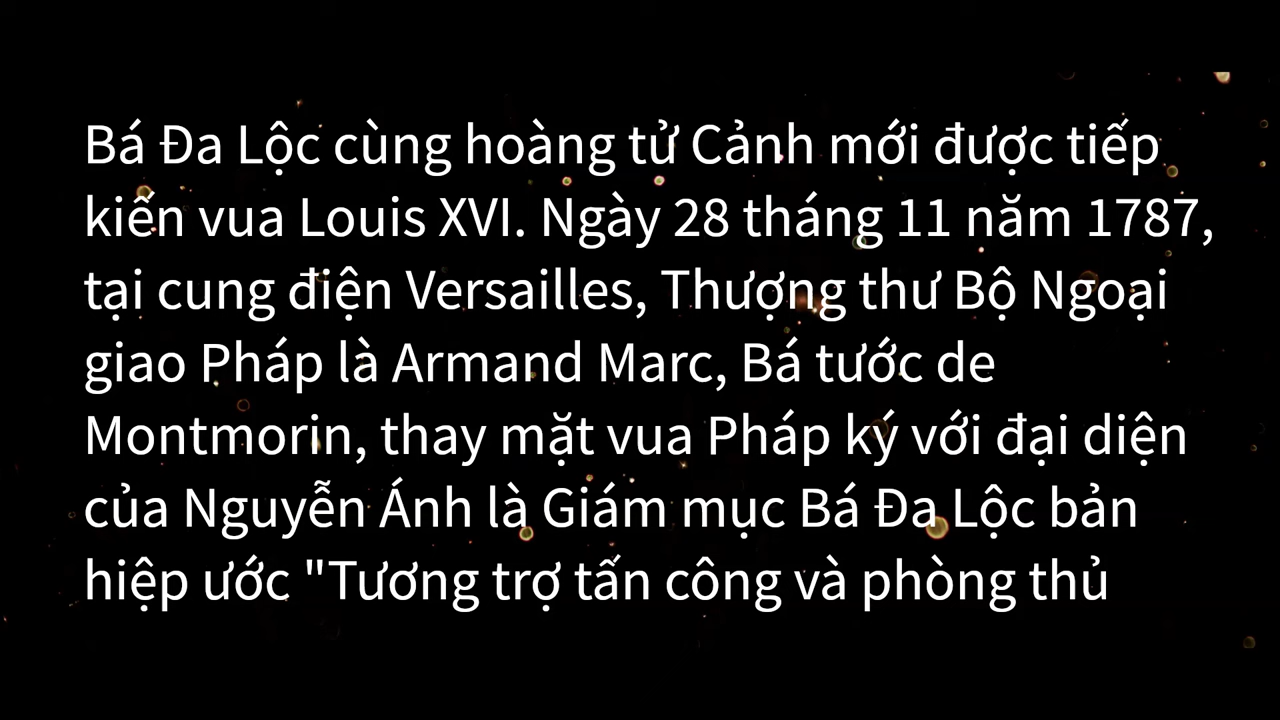 Bá Đa Lộc cùng hoàng tử Cảnh mới được tiếp
kiến vua Louis XVI. Ngày 28 tháng 11 năm 1787,
tại cung điện Versailles, Thượng thư Bộ Ngoại
giao Pháp là Armand Marc, Bá tước de
Montmorin, thay mặt vua Pháp ký với đại diện
của Nguyễn Ánh là Giám mục Bá Đa Lộc bản
hiệp ước "Tương trợ tấn công và phòng thủ